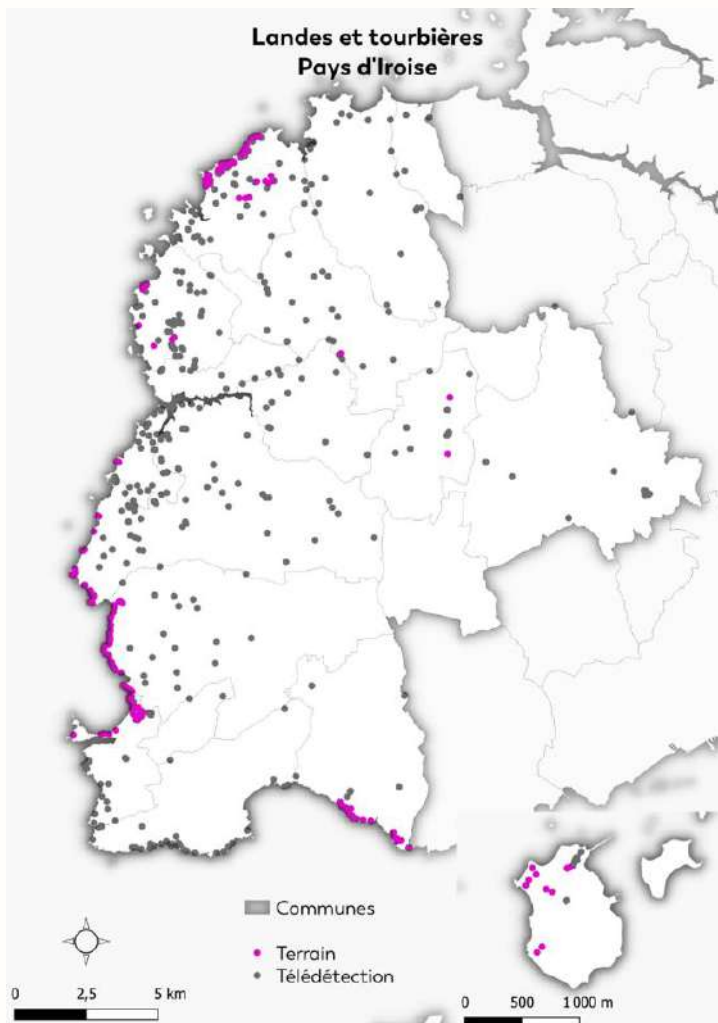 Landes et tourbières
Pays d'Iroise
Communes
Terrain
Télédétection
0 2,5 5 km
0 500 1 000 m